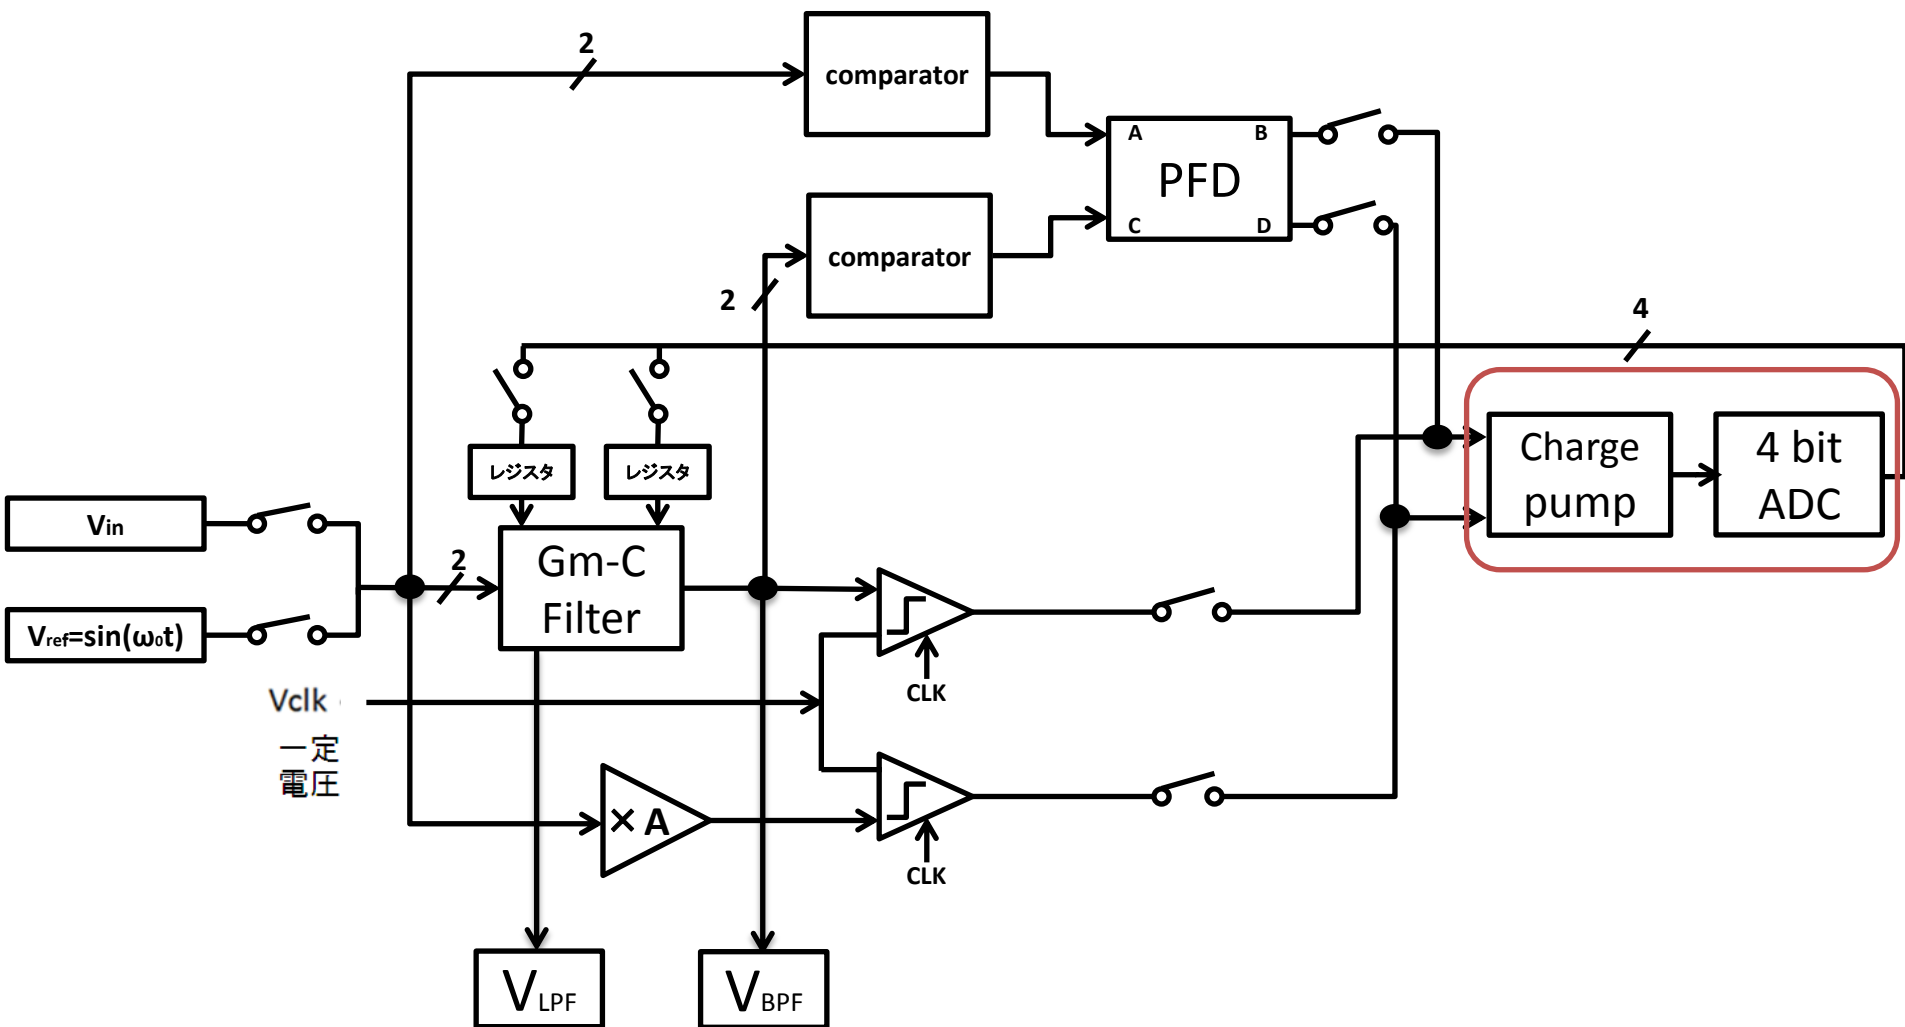 2
comparator
A
B
PFD
C
D
comparator
2
4
レジスタ
レジスタ
Charge
pump
4 bit
ADC
Vin
2
Gm-C
Filter
Vref=sin(ω0t)
Vclk
一定
電圧
CLK
× A
CLK
VLPF
VBPF